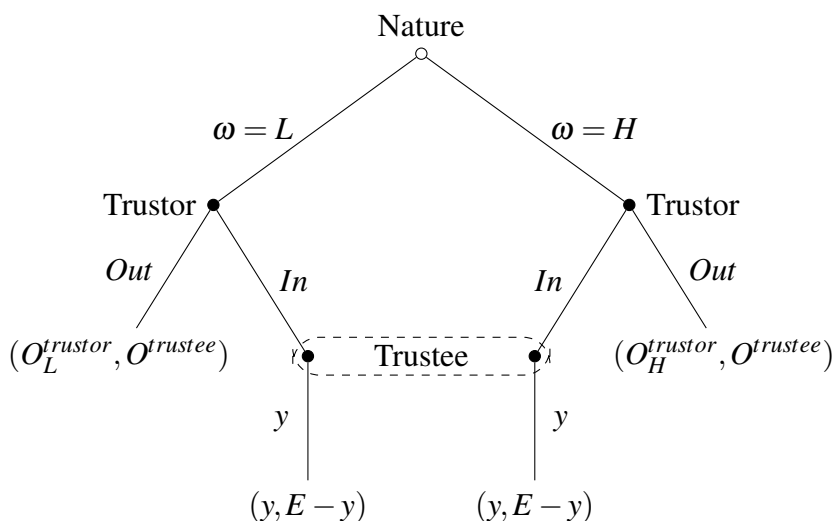 Nature
ω = L
ω = H
Trustor
Trustor
Out
In
In
Out
(O_L^{trustor}, O^{trustee})
Trustee
(O_H^{trustor}, O^{trustee})
y
y
(y, E − y)
(y, E − y)